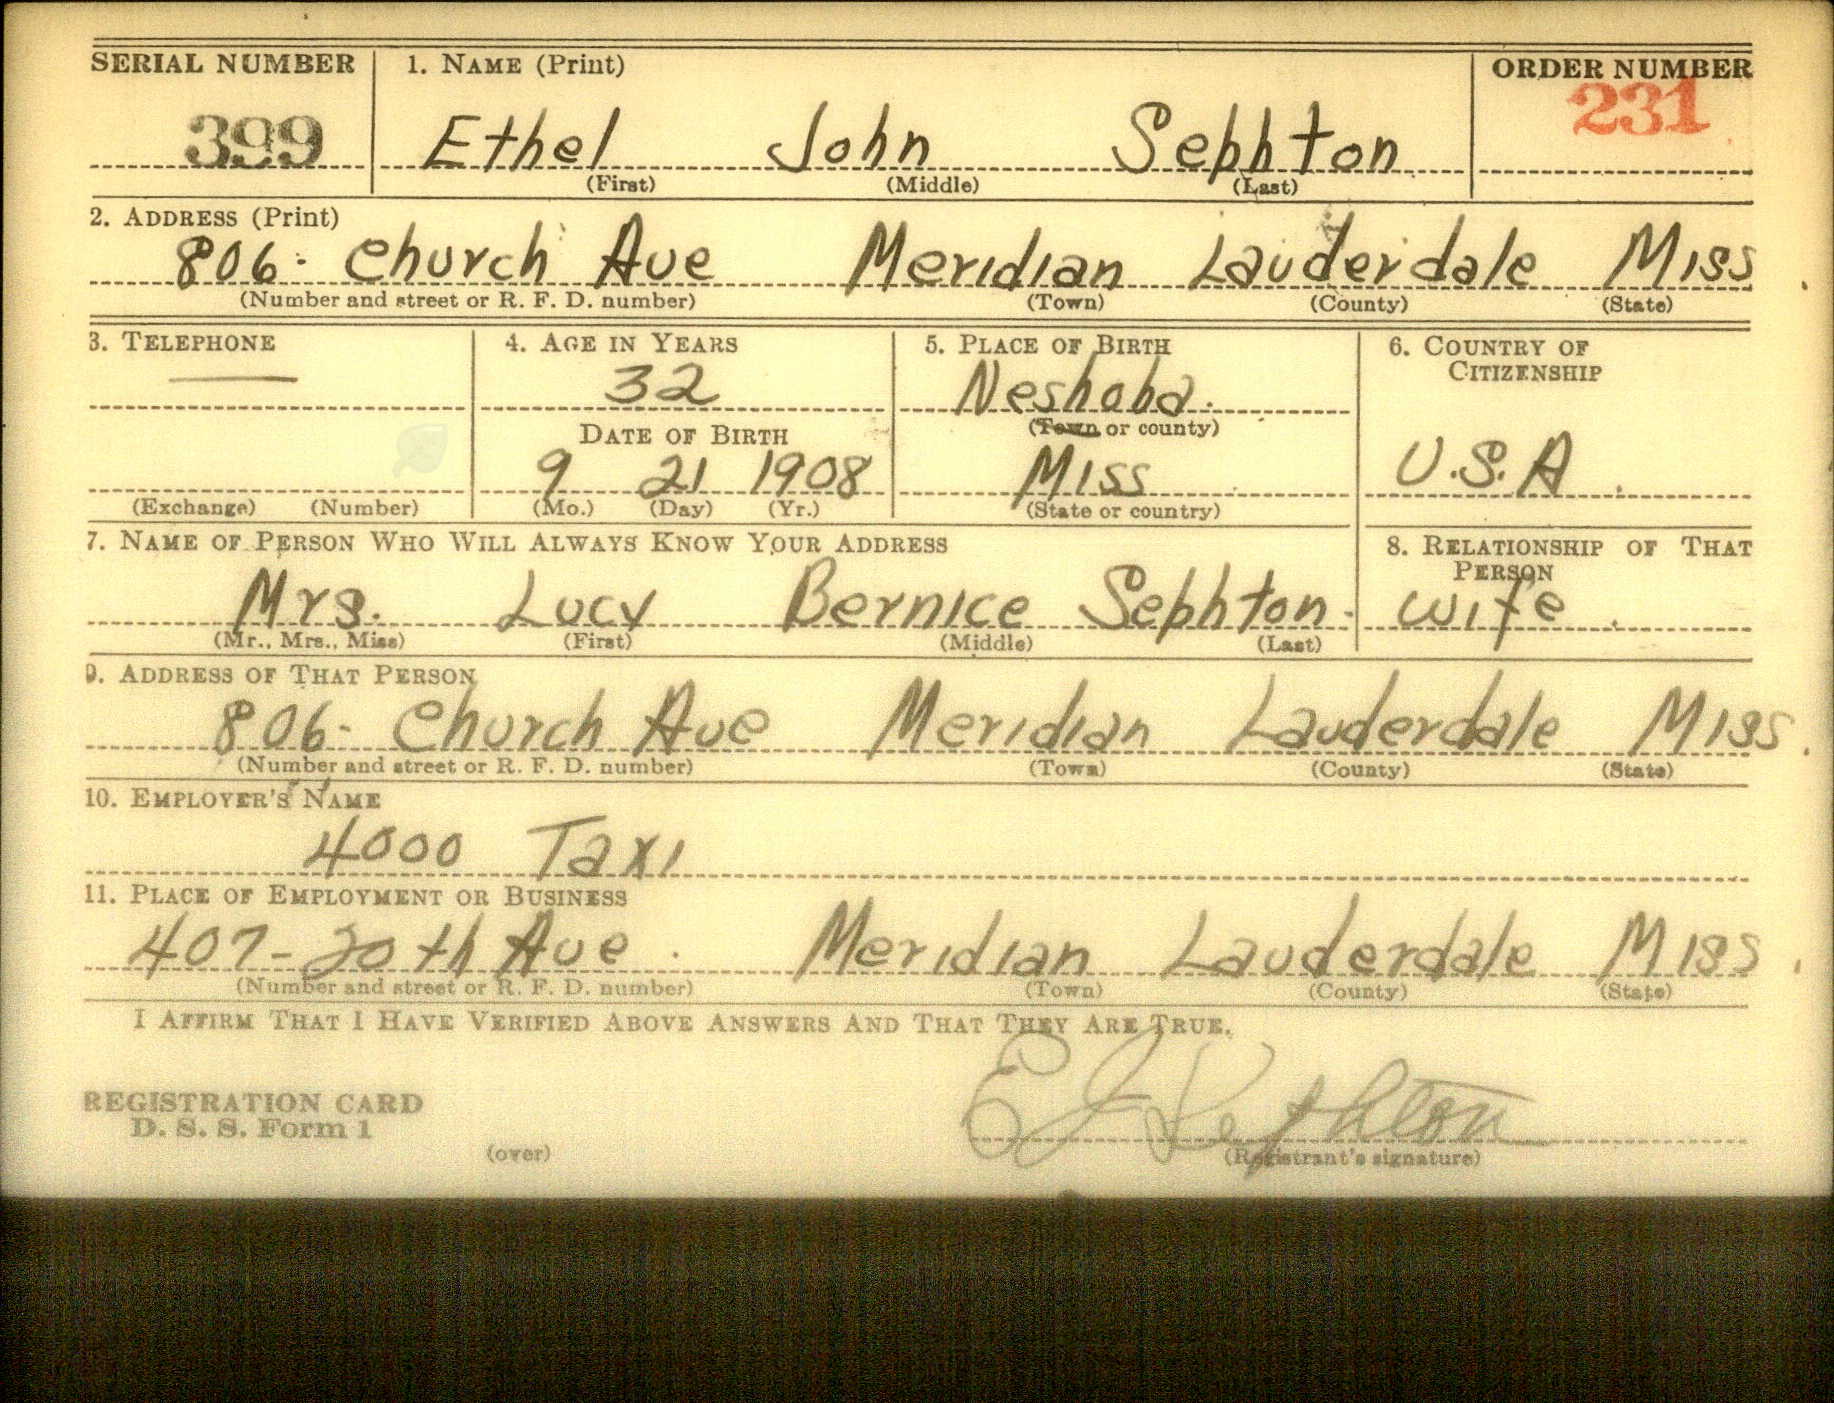 SERIAL NUMBER 1. NAME (Print) ORDER NUMBER
399 Ethel John Sephton 231
(First) (Middle) (Last)
2. ADDRESS (Print)
806- Church Ave Meridian Lauderdale Miss
(Number and street or R. F. D. number) (Town) (County) (State)
3. TELEPHONE 4. AGE IN YEARS 5. PLACE OF BIRTH 6. COUNTRY OF
CITIZENSHIP
— 32 Neshoba.
DATE OF BIRTH (Town or county)
9 21 1908 Miss U.S.A.
(Exchange) (Number) (Mo.) (Day) (Yr.) (State or country)
7. NAME OF PERSON WHO WILL ALWAYS KNOW YOUR ADDRESS 8. RELATIONSHIP OF THAT
PERSON
Mrs. Lucy Bernice Sephton. wife.
(Mr., Mrs., Miss) (First) (Middle) (Last)
9. ADDRESS OF THAT PERSON
806- Church Ave Meridian Lauderdale Miss.
(Number and street or R. F. D. number) (Town) (County) (State)
10. EMPLOYER'S NAME
4000 Taxi
11. PLACE OF EMPLOYMENT OR BUSINESS
407-20th Ave. Meridian Lauderdale Miss.
(Number and street or R. F. D. number) (Town) (County) (State)
I AFFIRM THAT I HAVE VERIFIED ABOVE ANSWERS AND THAT THEY ARE TRUE.
REGISTRATION CARD
D. S. S. Form 1 E J Sephton
(over) (Registrant's signature)